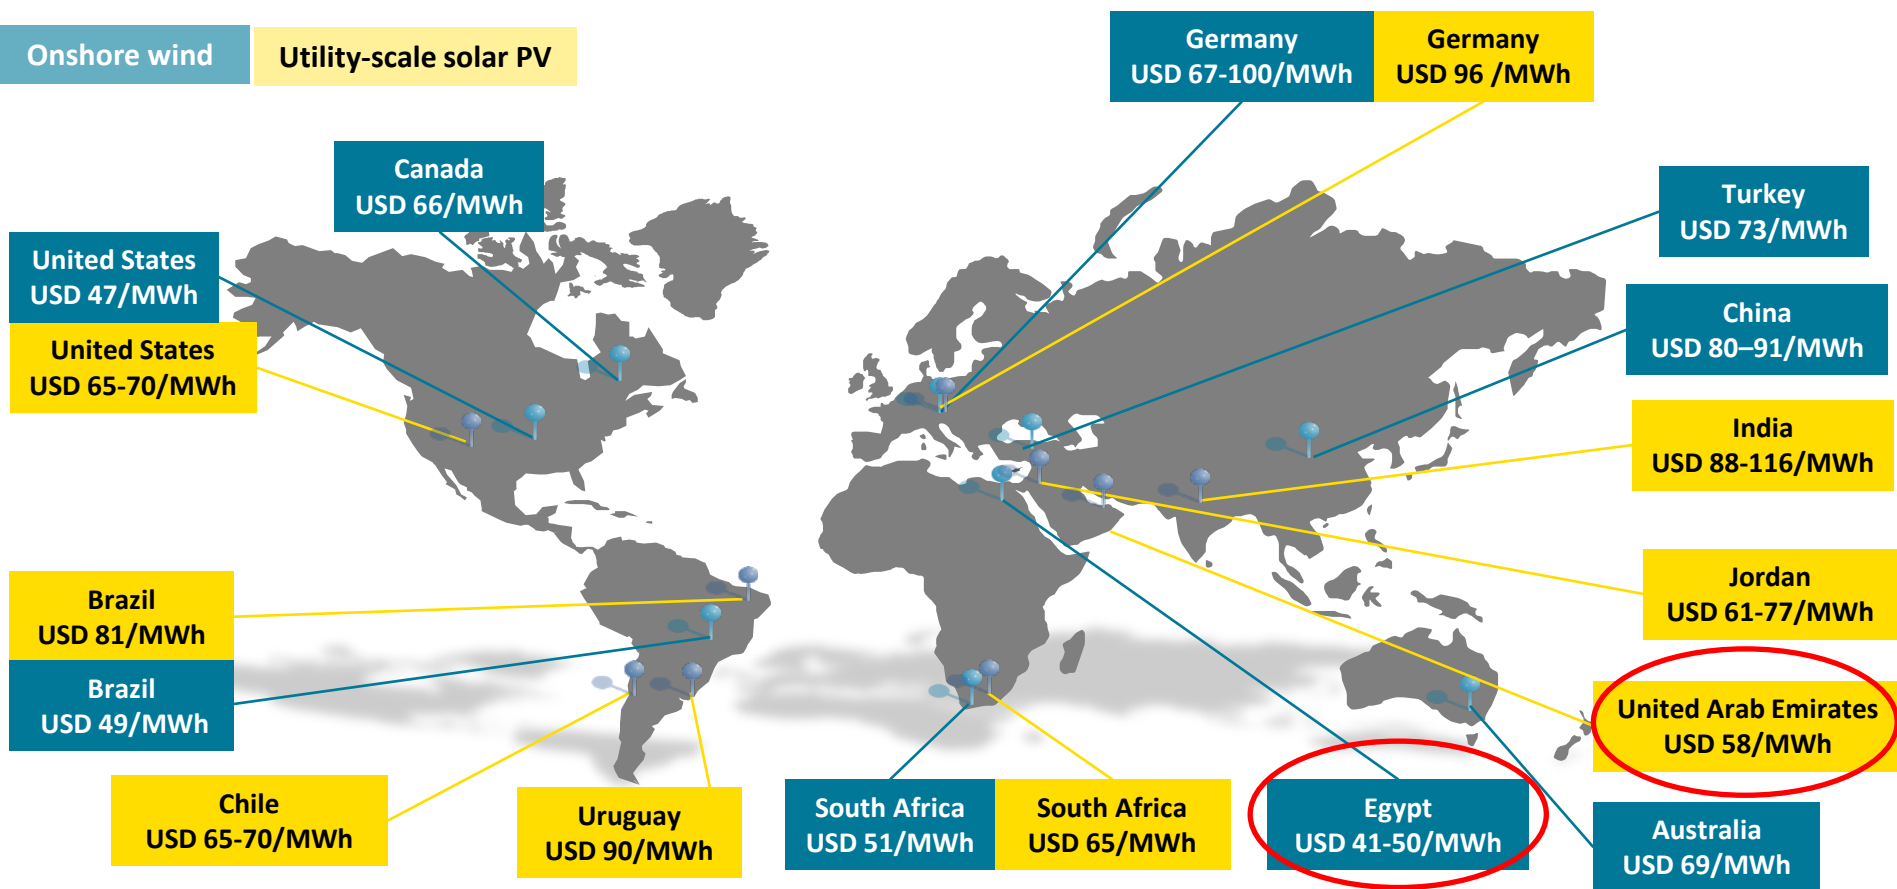 Onshore wind
Utility-scale solar PV
Germany
USD 67-100/MWh
Germany
USD 96 /MWh
Canada
USD 66/MWh
Turkey
USD 73/MWh
United States
USD 47/MWh
United States
USD 65-70/MWh
China
USD 80–91/MWh
India
USD 88-116/MWh
Jordan
USD 61-77/MWh
Brazil
USD 81/MWh
Brazil
USD 49/MWh
United Arab Emirates
USD 58/MWh
Chile
USD 65-70/MWh
Uruguay
USD 90/MWh
South Africa
USD 51/MWh
South Africa
USD 65/MWh
Egypt
USD 41-50/MWh
Australia
USD 69/MWh